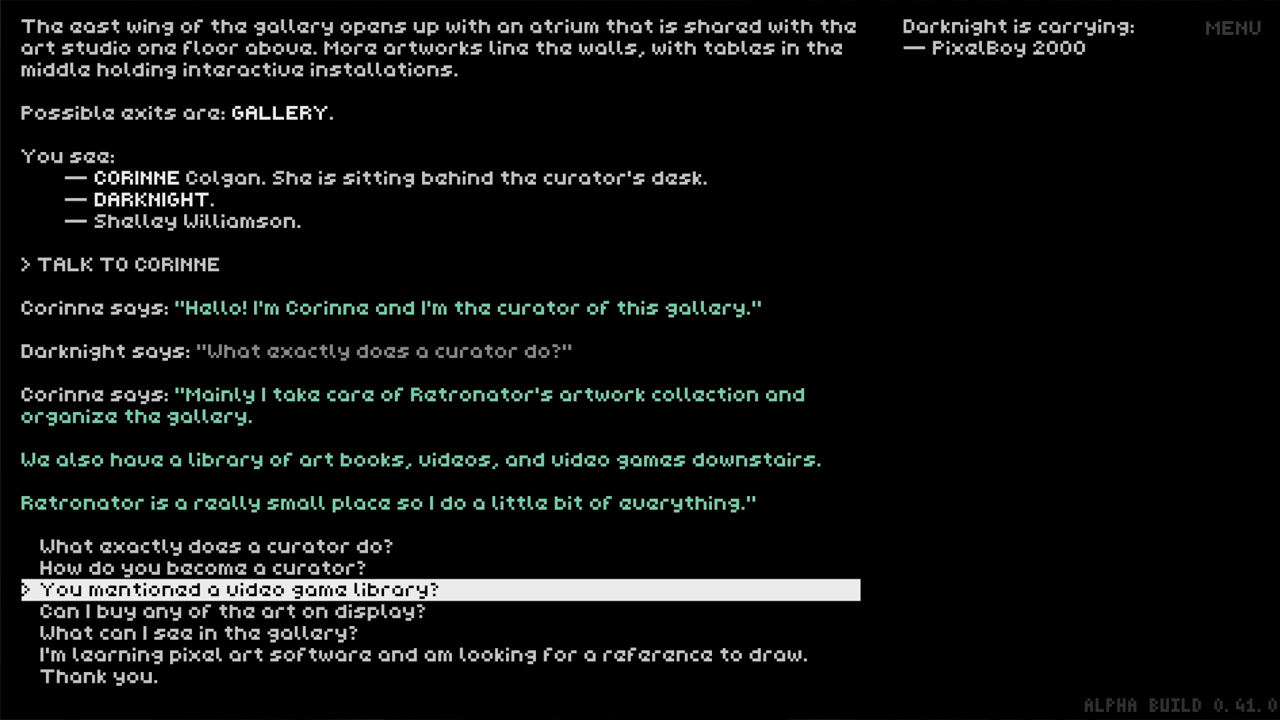 The east wing of the gallery opens up with an atrium that is shared with the
art studio one floor above. More artworks line the walls, with tables in the
middle holding interactive installations.
Possible exits are: GALLERY.
You see:
— CORINNE Colgan. She is sitting behind the curator's desk.
— DARKNIGHT.
— Shelley Williamson.
> TALK TO CORINNE
Corinne says: "Hello! I'm Corinne and I'm the curator of this gallery."
Darknight says: "What exactly does a curator do?"
Corinne says: "Mainly I take care of Retronator's artwork collection and
organize the gallery.
We also have a library of art books, videos, and video games downstairs.
Retronator is a really small place so I do a little bit of everything."
What exactly does a curator do?
How do you become a curator?
> You mentioned a video game library?
Can I buy any of the art on display?
What can I see in the gallery?
I'm learning pixel art software and am looking for a reference to draw.
Thank you.
Darknight is carrying:
— PixelBoy 2000
MENU
ALPHA BUILD 0.41.0